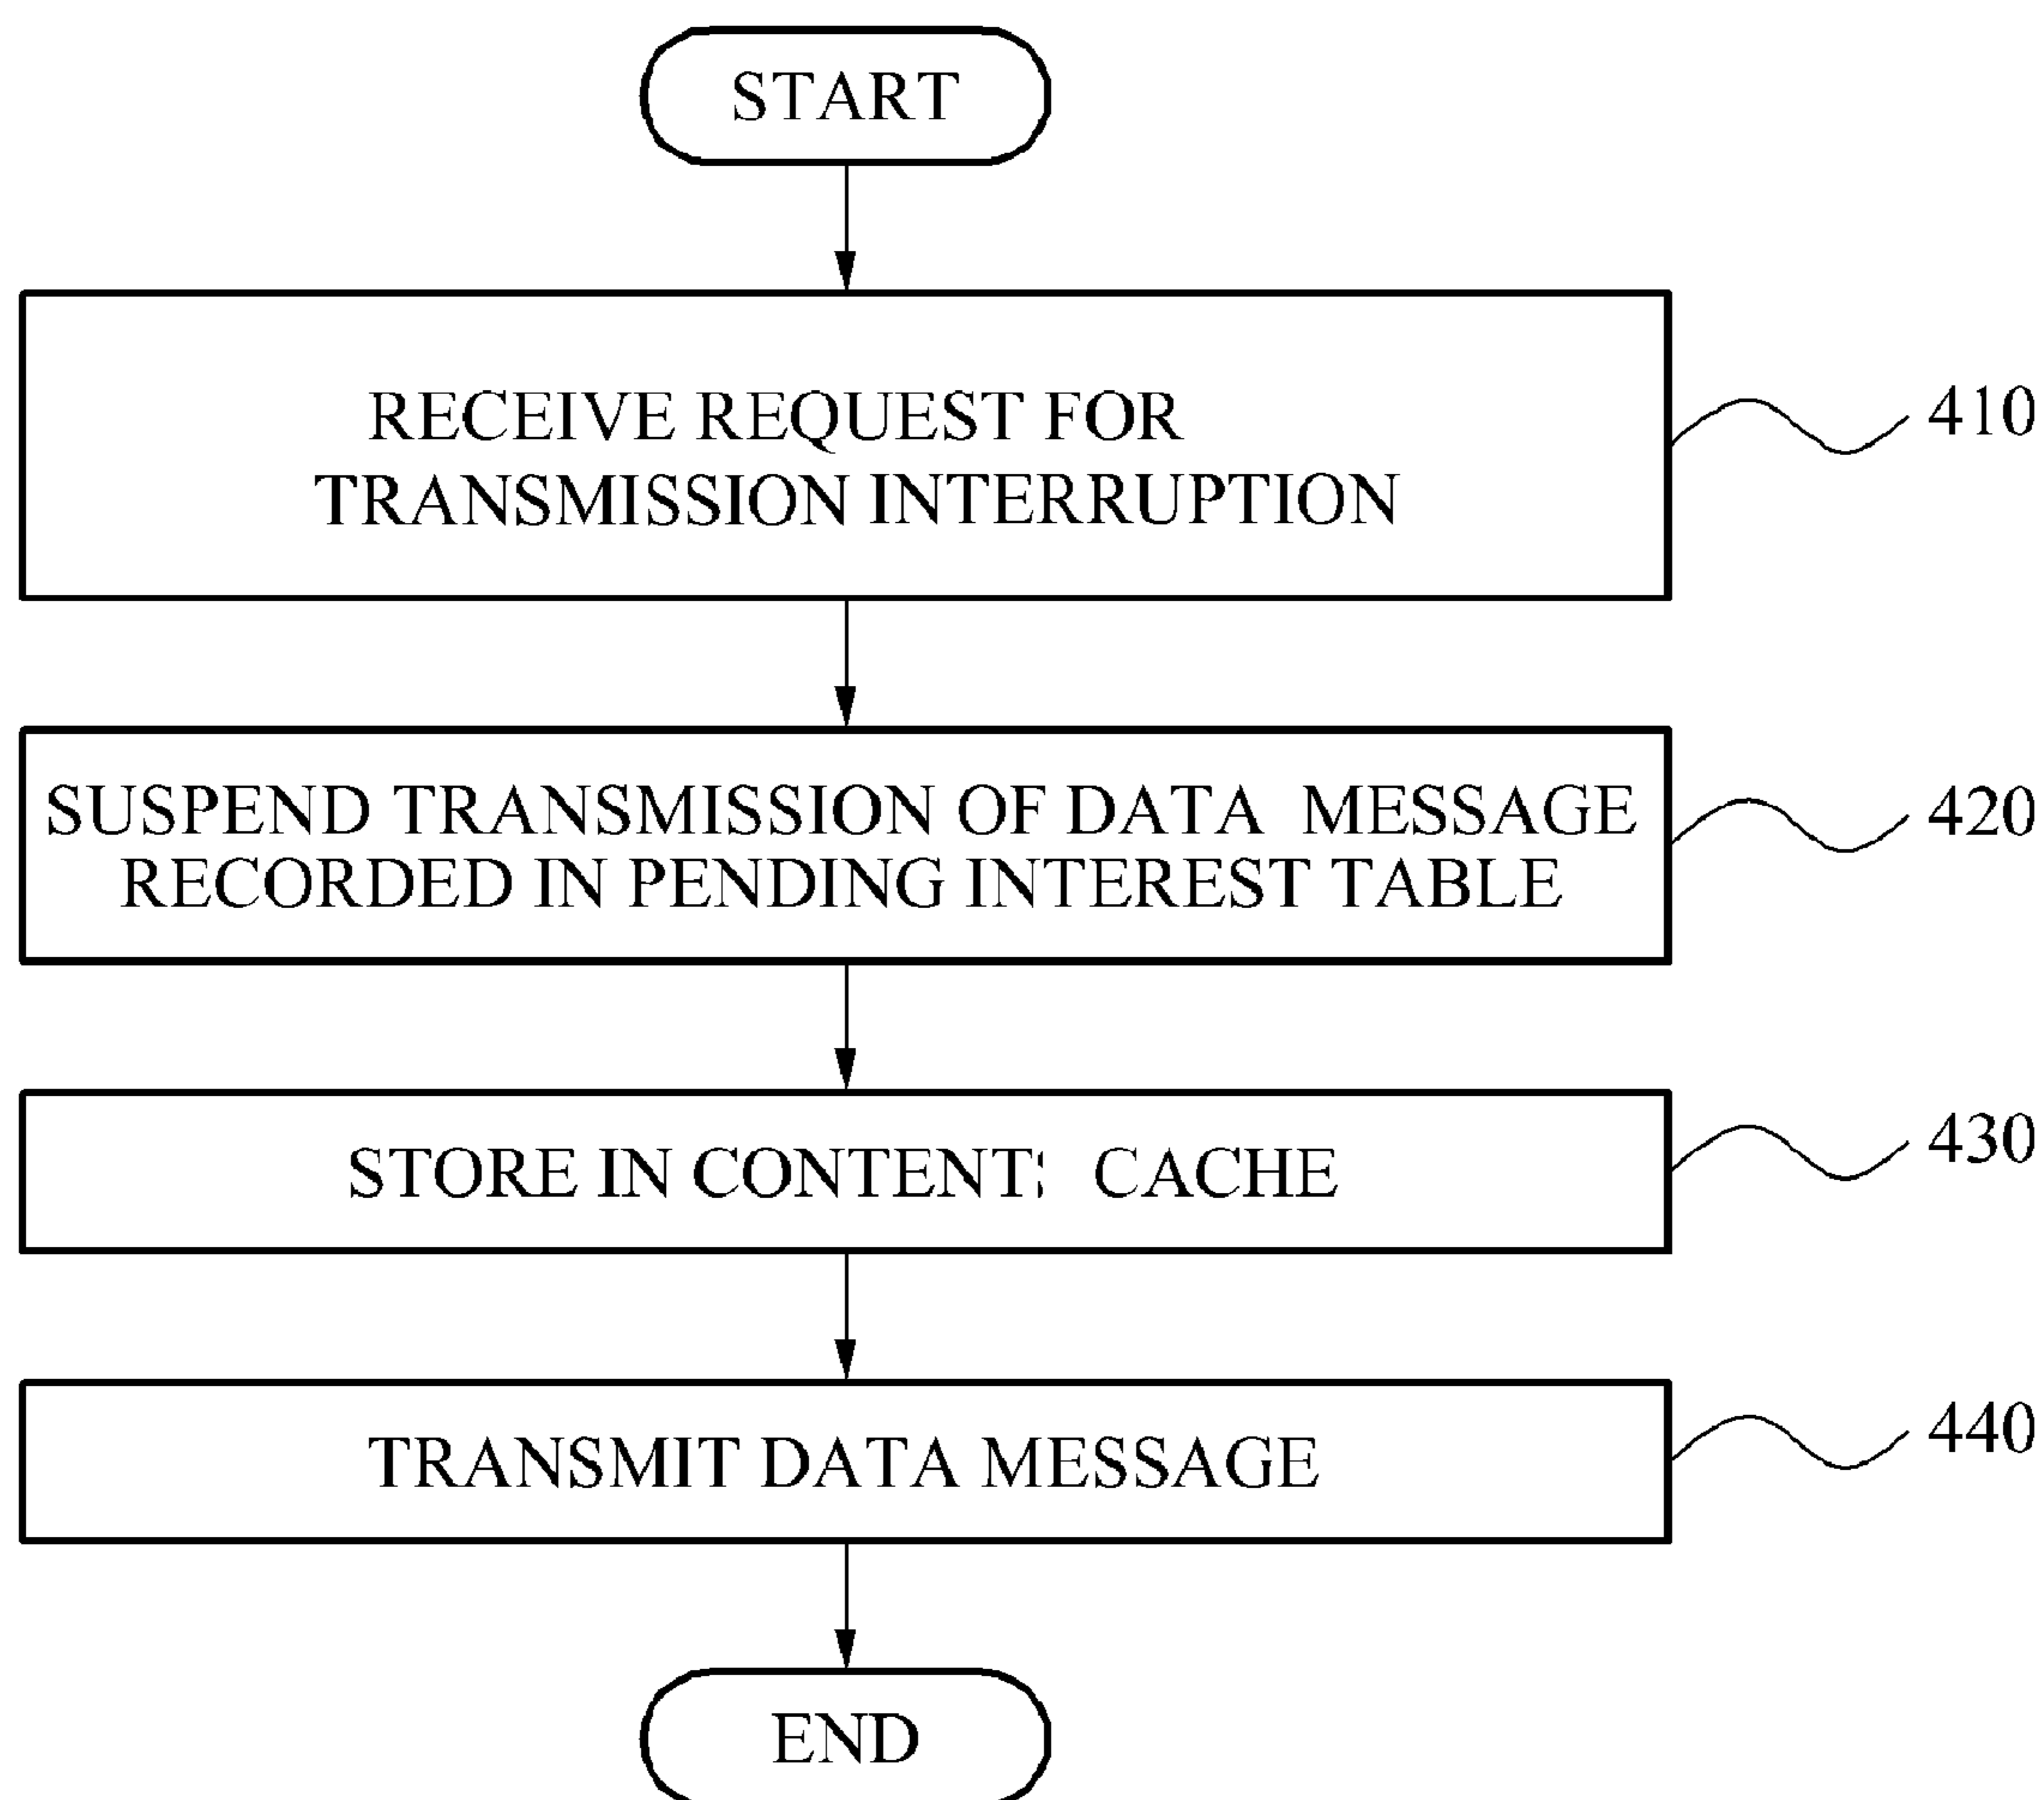 START
RECEIVE REQUEST FOR
TRANSMISSION INTERRUPTION
410
SUSPEND TRANSMISSION OF DATA MESSAGE
RECORDED IN PENDING INTEREST TABLE
420
STORE IN CONTENT CACHE
430
TRANSMIT DATA MESSAGE
440
END